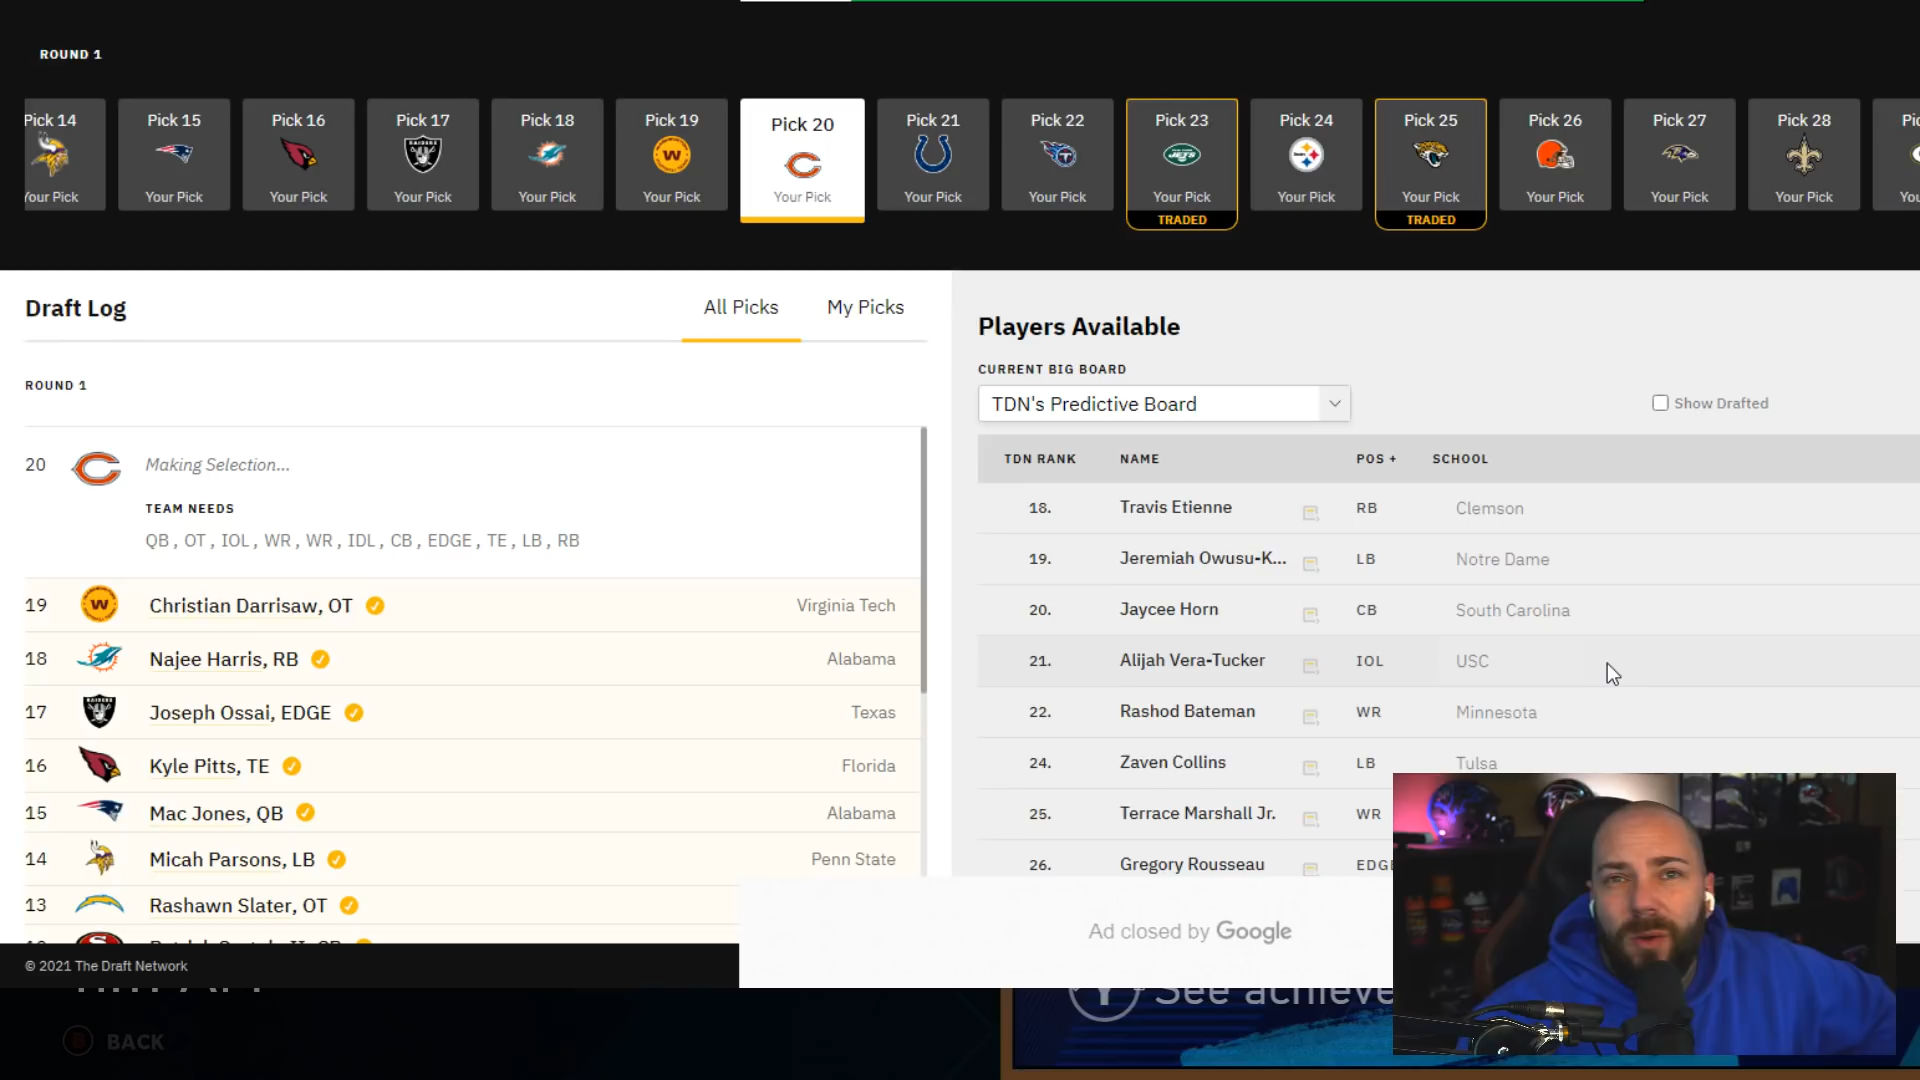 ROUND 1
Pick 14 Pick 15 Pick 16 Pick 17 Pick 18 Pick 19 Pick 20 Pick 21 Pick 22 Pick 23 Pick 24 Pick 25 Pick 26 Pick 27 Pick 28
Your Pick Your Pick Your Pick Your Pick Your Pick Your Pick Your Pick Your Pick Your Pick Your Pick Your Pick Your Pick Your Pick Your Pick Your Pick
TRADED TRADED
Draft Log All Picks My Picks
ROUND 1
20 Making Selection...
TEAM NEEDS
QB , OT , IOL , WR , WR , IDL , CB , EDGE , TE , LB , RB
19 Christian Darrisaw, OT Virginia Tech
18 Najee Harris, RB Alabama
17 Joseph Ossai, EDGE Texas
16 Kyle Pitts, TE Florida
15 Mac Jones, QB Alabama
14 Micah Parsons, LB Penn State
13 Rashawn Slater, OT
© 2021 The Draft Network
Players Available
CURRENT BIG BOARD
TDN's Predictive Board Show Drafted
TDN RANK NAME POS + SCHOOL
18. Travis Etienne RB Clemson
19. Jeremiah Owusu-K... LB Notre Dame
20. Jaycee Horn CB South Carolina
21. Alijah Vera-Tucker IOL USC
22. Rashod Bateman WR Minnesota
24. Zaven Collins LB Tulsa
25. Terrace Marshall Jr. WR
26. Gregory Rousseau EDGE
Ad closed by Google
See achieve
B BACK